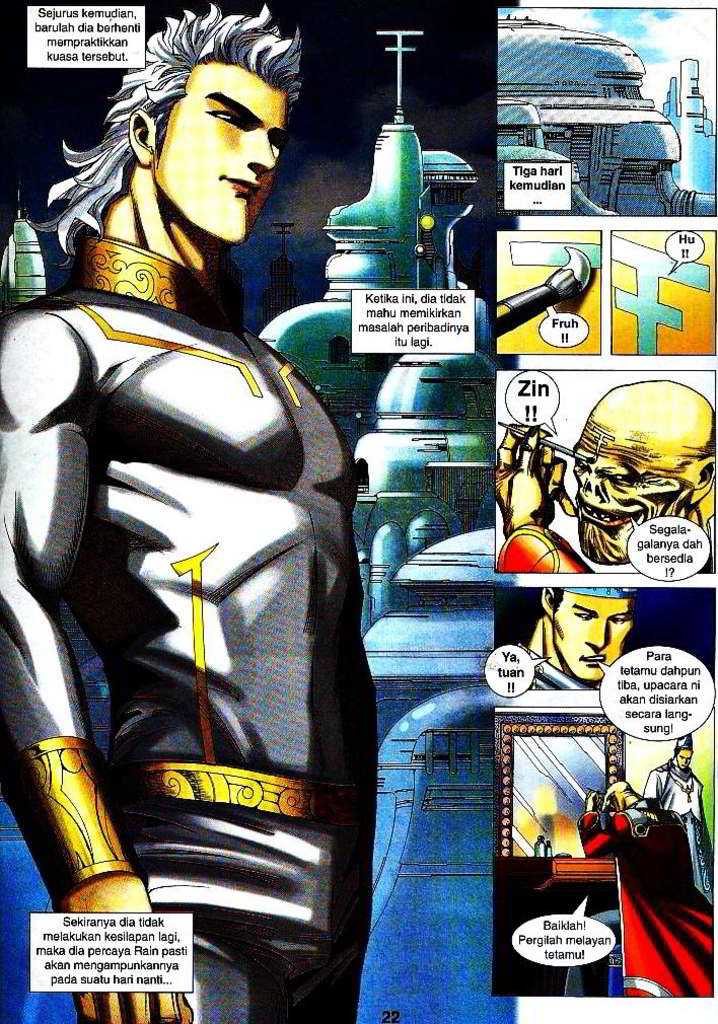 Sejurus kemudian,
barulah dia berhenti
mempraktikkan
kuasa tersebut.
Ketika ini, dia tidak
mahu memikirkan
masalah peribadinya
itu lagi.
Sekiranya dia tidak
melakukan kesilapan lagi,
maka dia percaya Rain pasti
akan mengampunkannya
pada suatu hari nanti...
Tiga hari
kemudian
...
Fruh
!!
Hu
!!
Zin
!!
Segala-
galanya dah
bersedia
!?
Ya,
tuan
!!
Para
tetamu dahpun
tiba, upacara ni
akan disiarkan
secara lang-
sung!
Baiklah!
Pergilah melayan
tetamu!
22